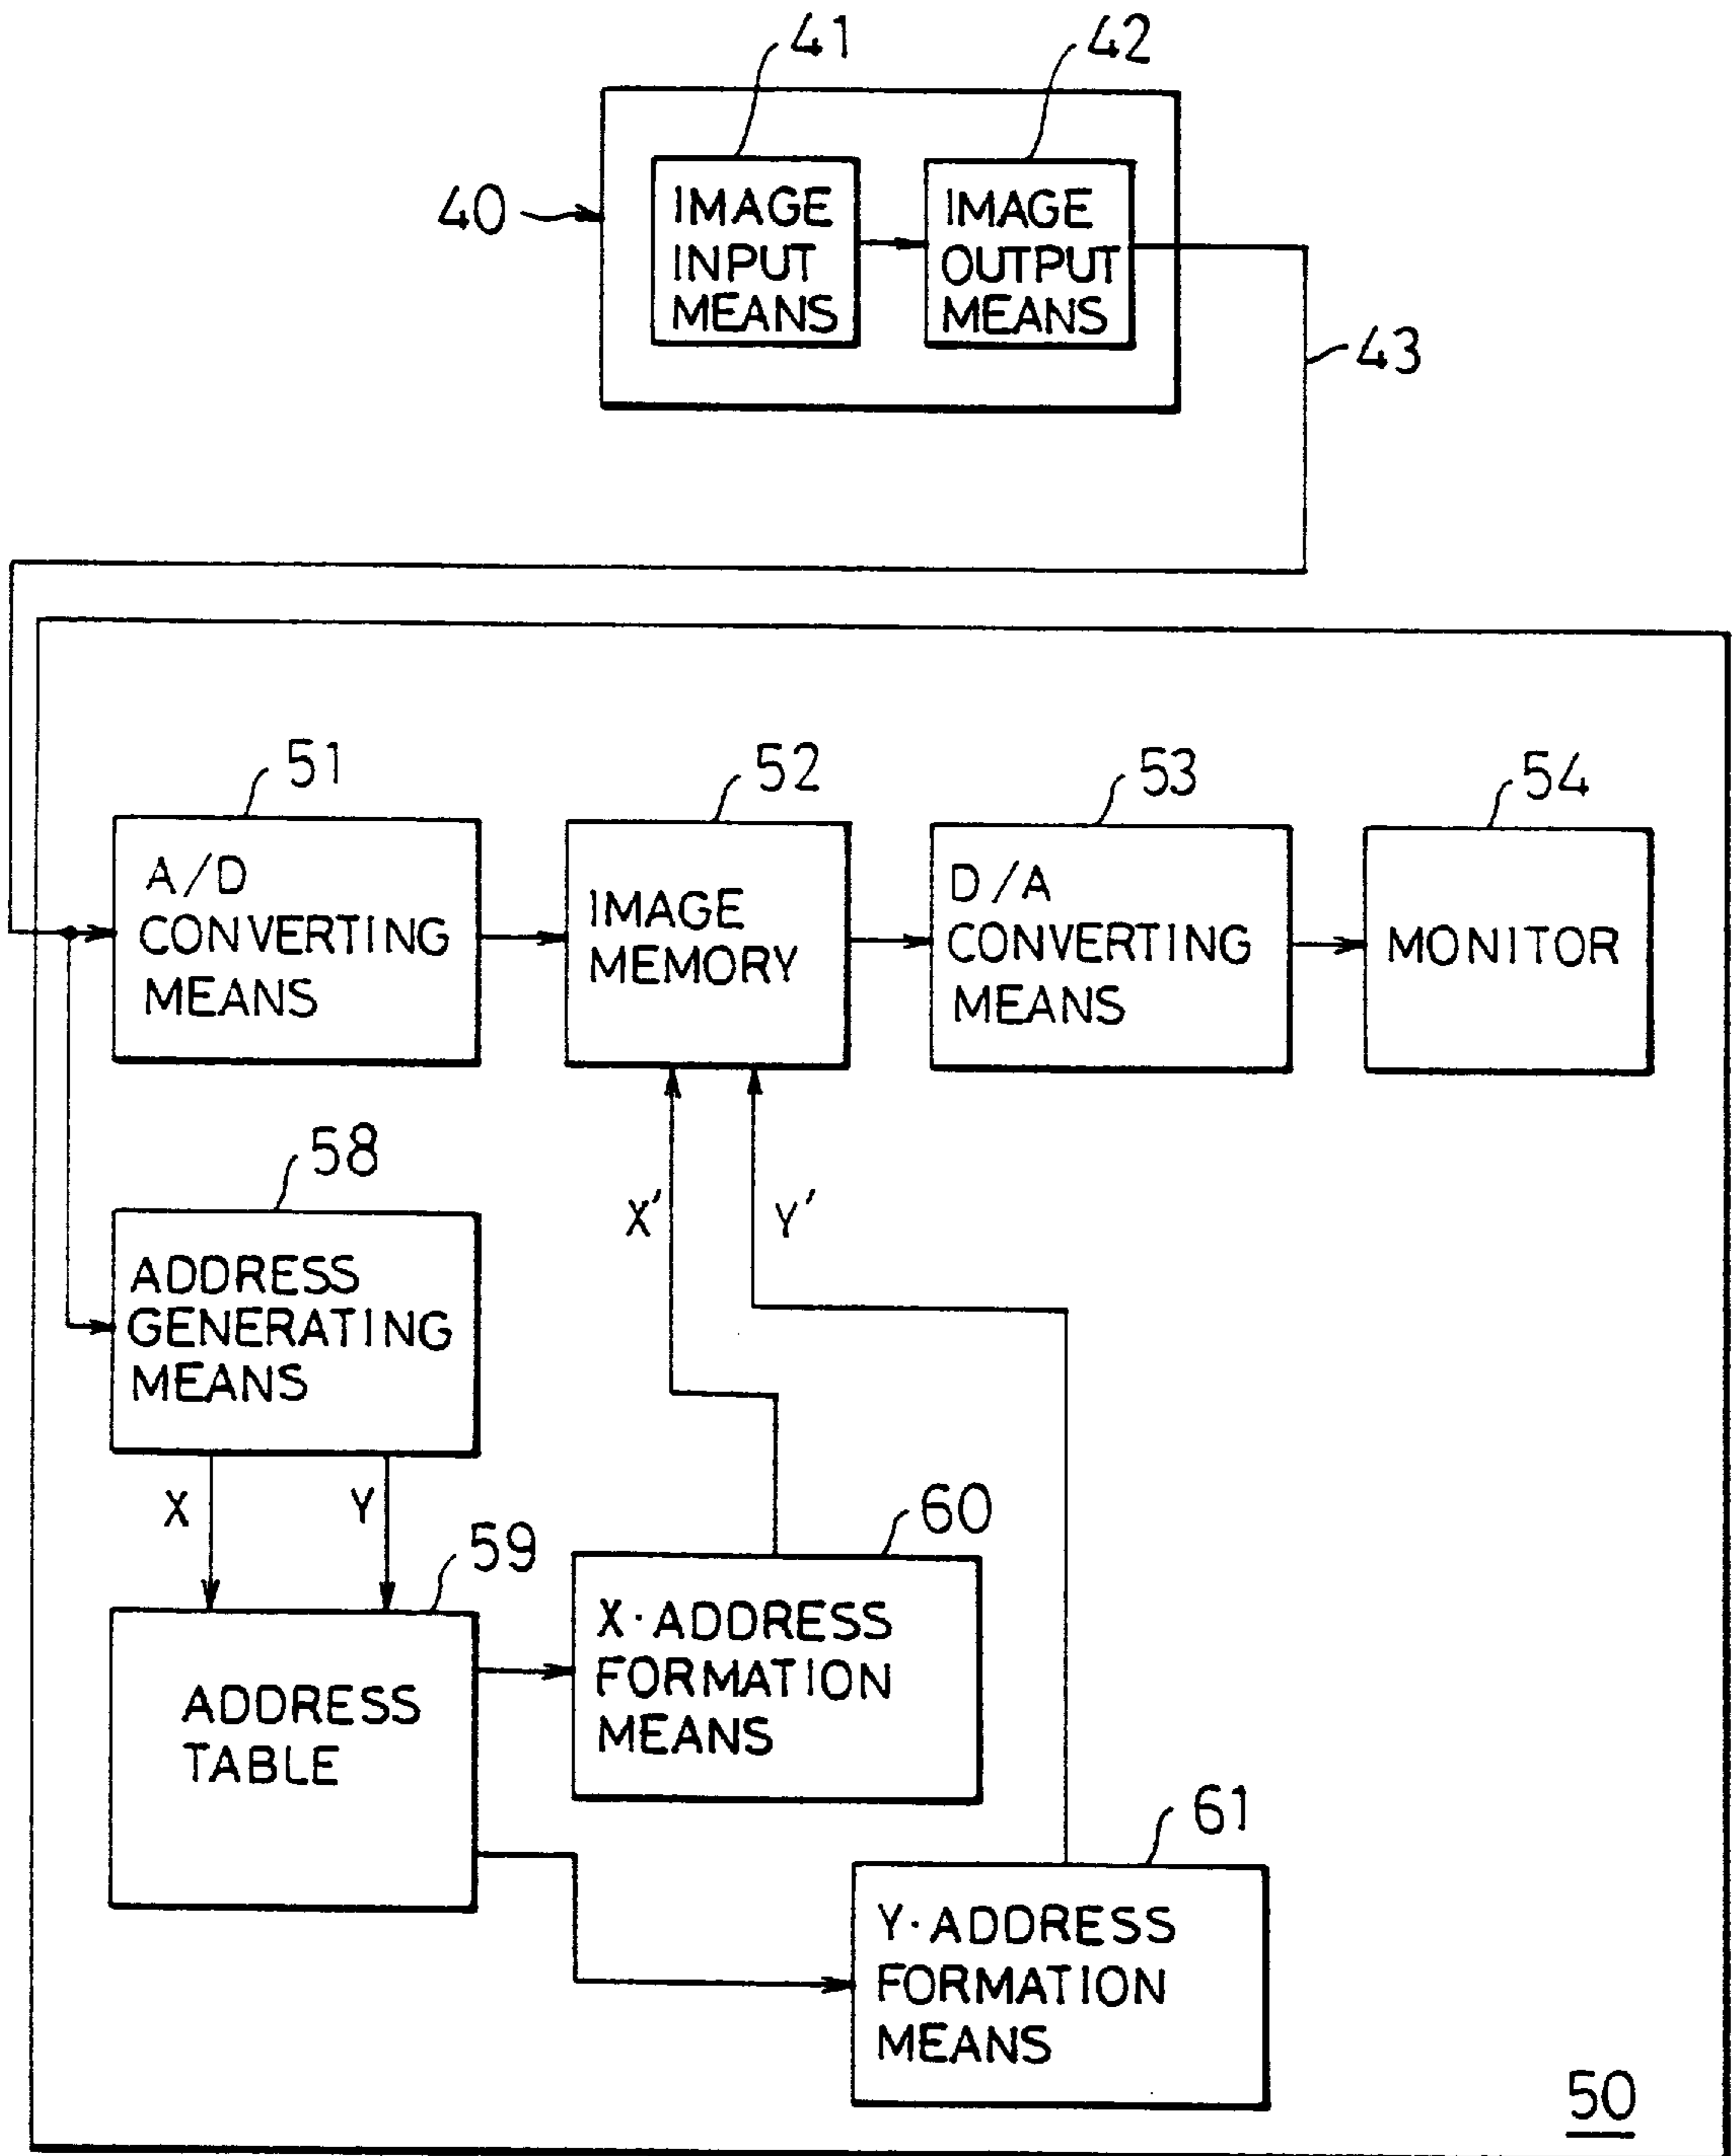 41
42
40
IMAGE
INPUT
MEANS
IMAGE
OUTPUT
MEANS
43
51
52
53
54
A/D
CONVERTING
MEANS
IMAGE
MEMORY
D/A
CONVERTING
MEANS
MONITOR
58
X'
Y'
ADDRESS
GENERATING
MEANS
X
Y
59
60
ADDRESS
TABLE
X·ADDRESS
FORMATION
MEANS
61
Y·ADDRESS
FORMATION
MEANS
50